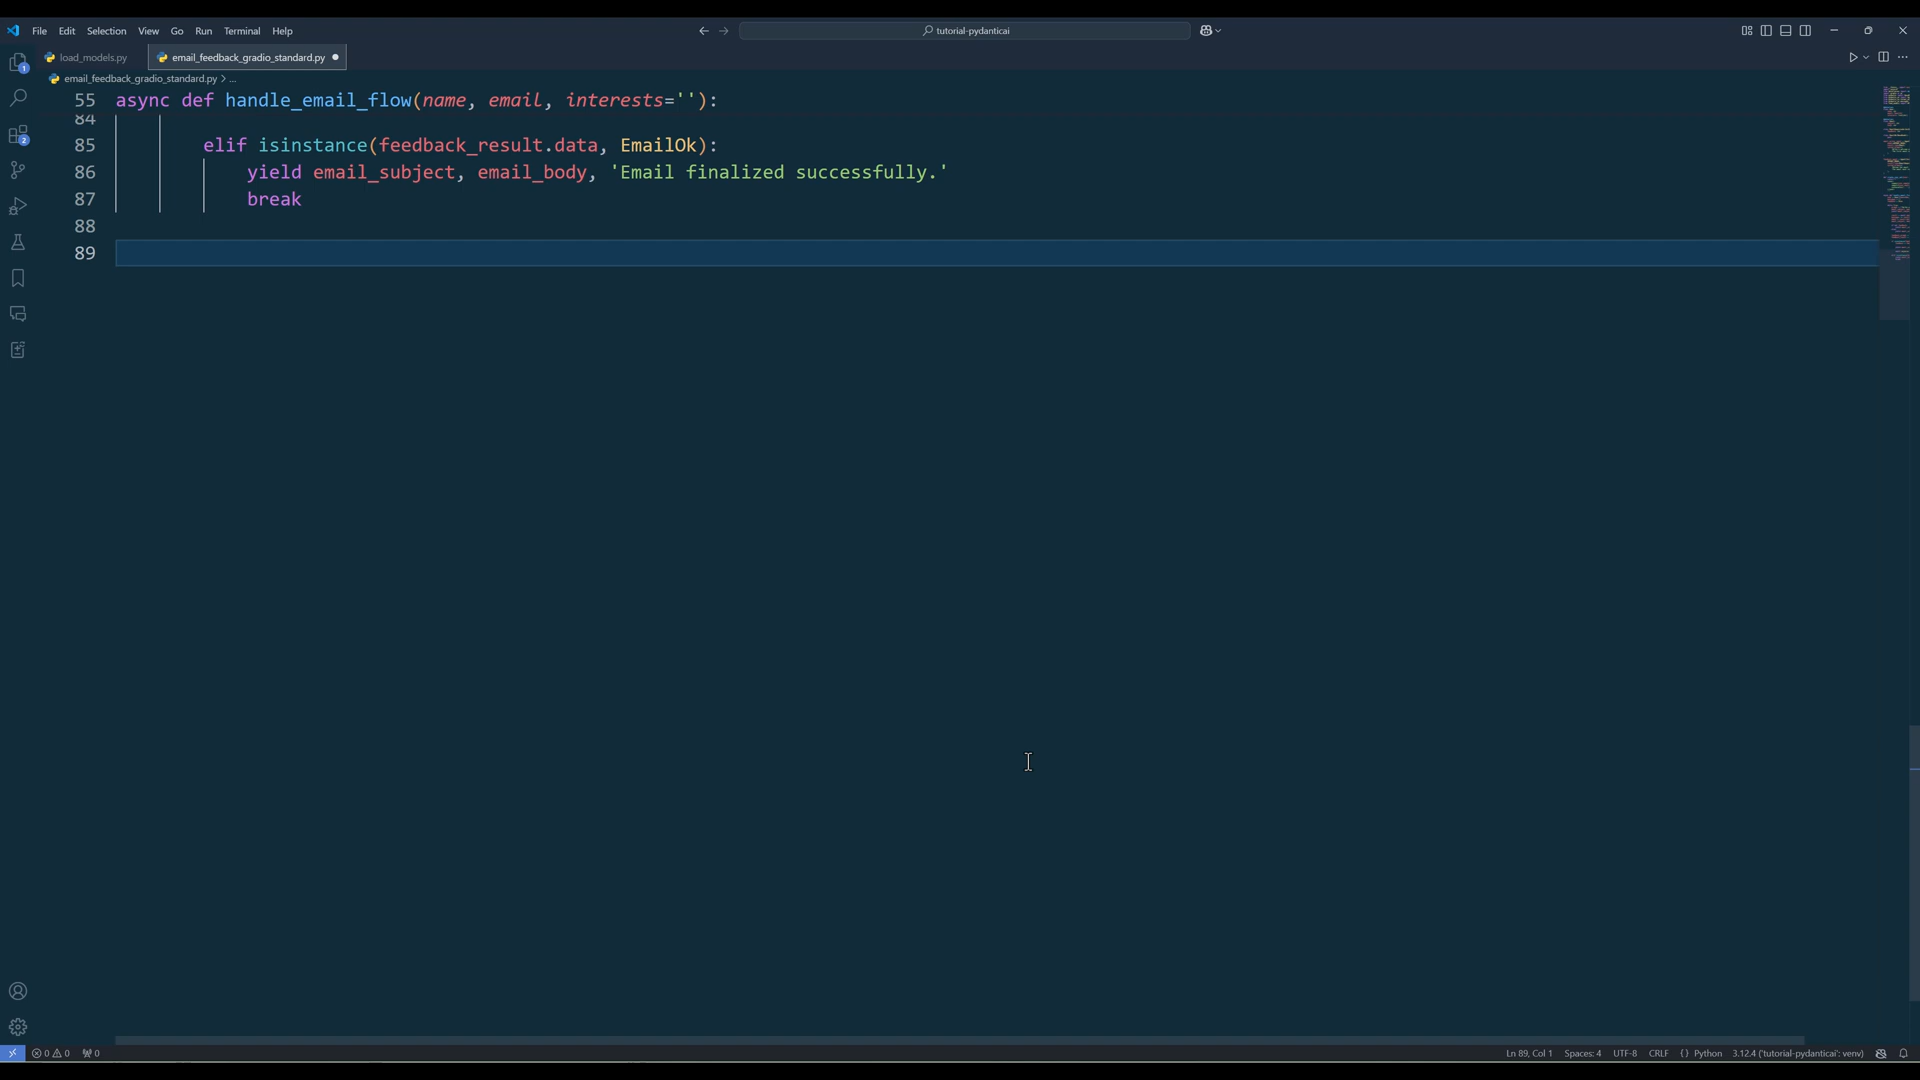 File Edit Selection View Go Run Terminal Help
tutorial-pydanticai
load_models.py
email_feedback_gradio_standard.py
email_feedback_gradio_standard.py > ...
55 async def handle_email_flow(name, email, interests=''):
84
85 elif isinstance(feedback_result.data, EmailOk):
86 yield email_subject, email_body, 'Email finalized successfully.'
87 break
88
89
1
2
0 0 0
Ln 89, Col 1 Spaces: 4 UTF-8 CRLF {} Python 3.12.4 ('tutorial-pydanticai': venv)